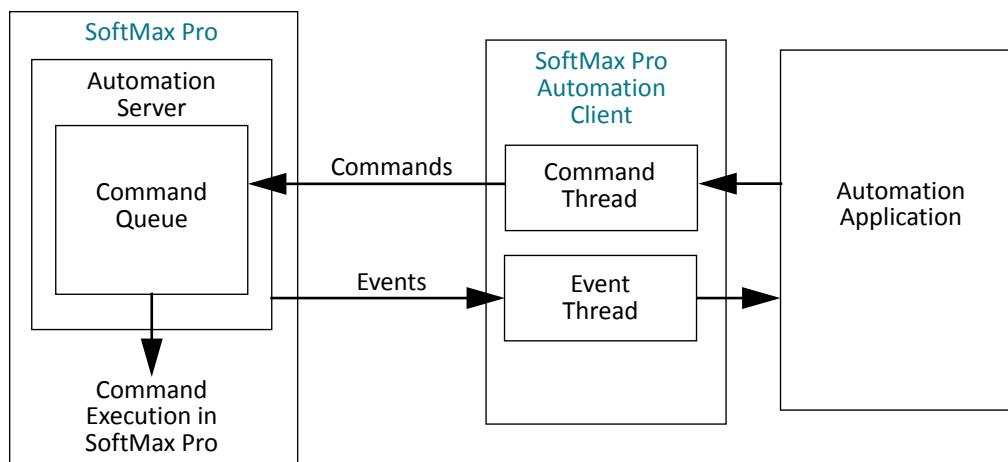 SoftMax Pro
Automation
Server
Command
Queue
Command
Execution in
SoftMax Pro
Commands
Events
SoftMax Pro
Automation
Client
Command
Thread
Event
Thread
Automation
Application